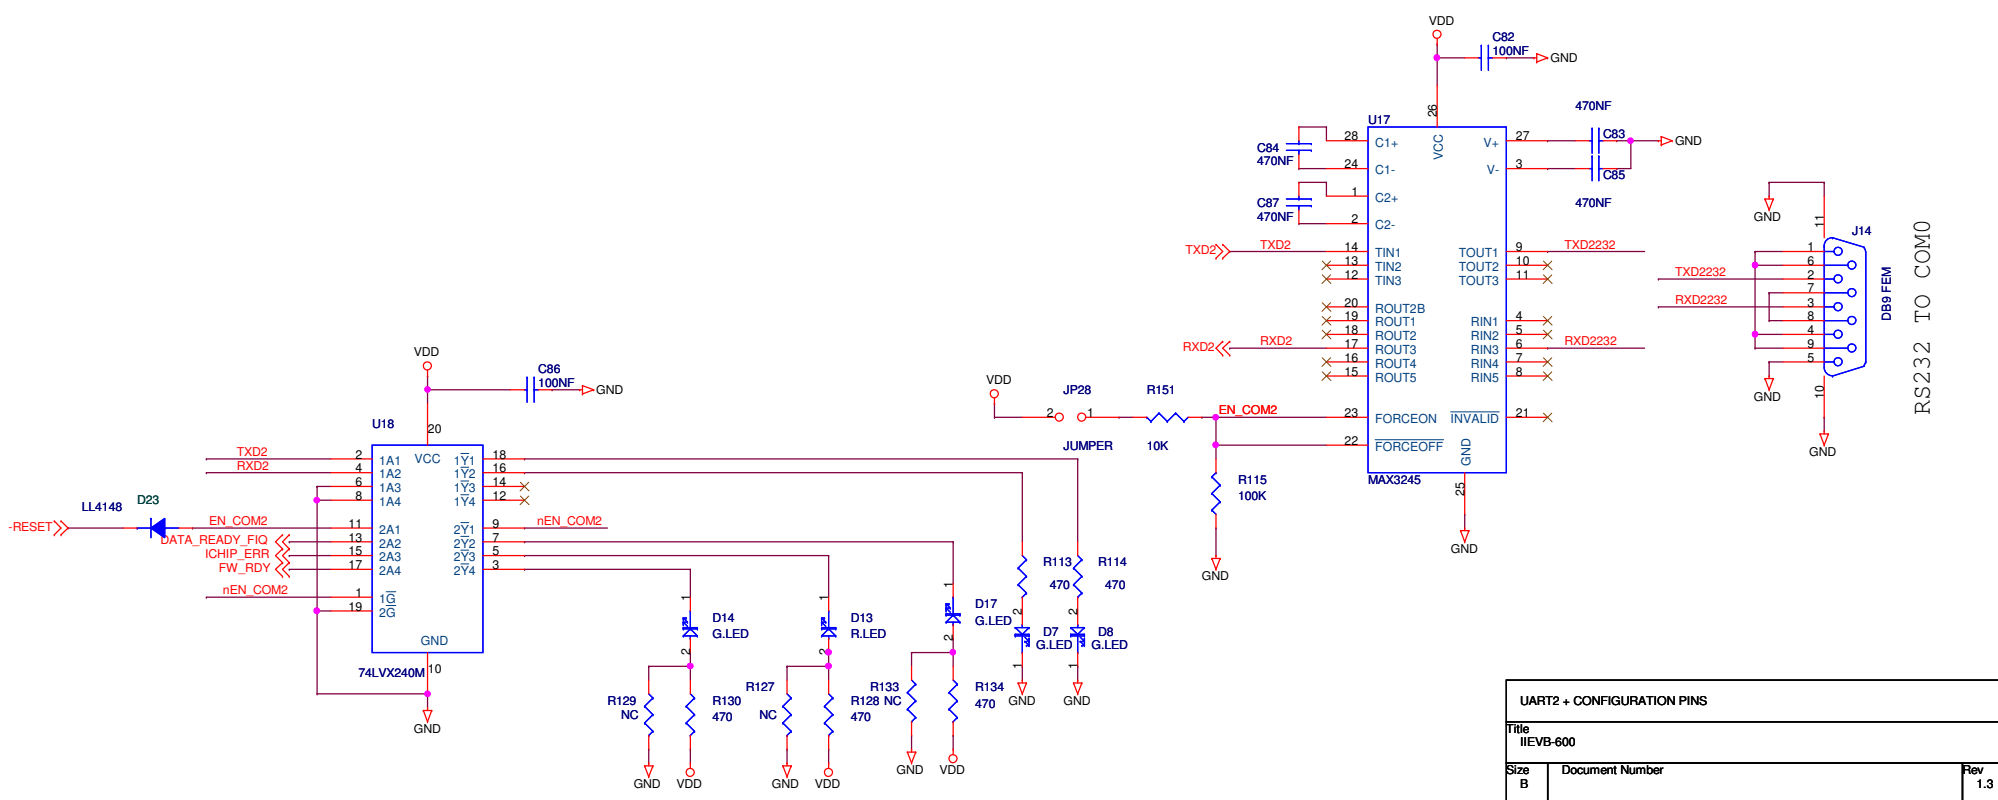 VDD
C82
100NF
GND
470NF
U17
26
C84
470NF
28
C1+
VCC
V+
27
C83
GND
24
C1-
V-
3
C85
C87
470NF
1
C2+
470NF
2
C2-
GND
11
J14
TXD2
TXD2
14
TIN1
TOUT1
9
TXD2232
13
TIN2
TOUT2
10
12
TIN3
TOUT3
11
20
ROUT2B
19
ROUT1
RIN1
4
18
ROUT2
RIN2
5
RXD2
RXD2
17
ROUT3
RIN3
6
RXD2232
16
ROUT4
RIN4
7
15
ROUT5
RIN5
8
1
6
TXD2232
2
7
RXD2232
3
8
4
9
5
DB9 FEM
RS232 TO COM0
GND
10
GND
VDD
JP28
2
1
JUMPER
R151
10K
EN_COM2
23
FORCEON
INVALID
21
22
FORCEOFF
GND
MAX3245
25
GND
R115
100K
GND
VDD
C86
100NF
GND
U18
20
TXD2
2
1A1
VCC
1Y1
18
RXD2
4
1A2
1Y2
16
6
1A3
1Y3
14
8
1A4
1Y4
12
LL4148
D23
-RESET
EN_COM2
11
2A1
2Y1
9
nEN_COM2
DATA_READY_FIQ
13
2A2
2Y2
7
ICHIP_ERR
15
2A3
2Y3
5
FW_RDY
17
2A4
2Y4
3
nEN_COM2
1
1G
19
2G
GND
74LVX240M
10
GND
1
D14
G.LED
2
R129
NC
R130
470
GND
VDD
1
D13
R.LED
2
R127
NC
R128
470
GND
VDD
1
D17
G.LED
2
R133
NC
R134
470
GND
VDD
R113
470
2
D7
G.LED
1
GND
R114
470
2
D8
G.LED
1
GND
UART2 + CONFIGURATION PINS
Title
IIEVB-600
Size
B
Document Number
Rev
1.3